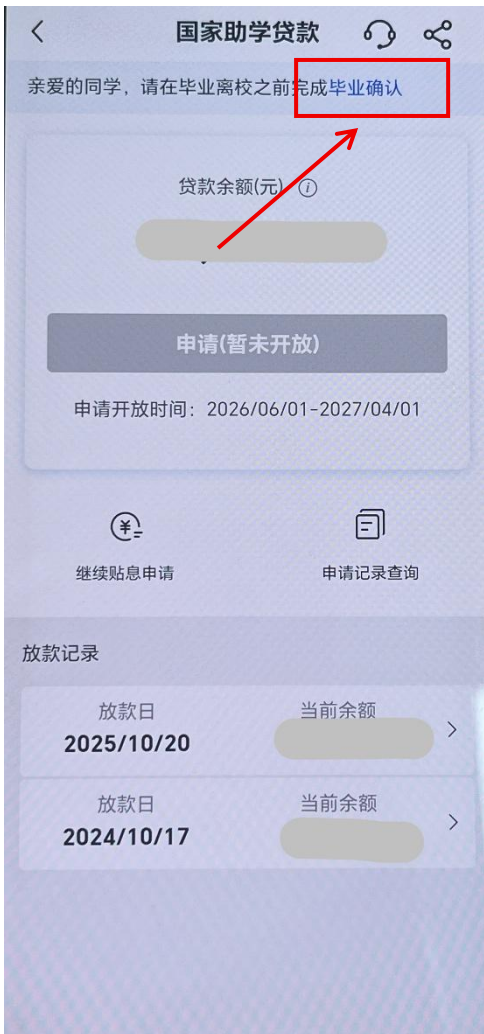 国家助学贷款
亲爱的同学，请在毕业离校之前完成毕业确认
贷款余额(元)
申请(暂未开放)
申请开放时间：2026/06/01-2027/04/01
继续贴息申请
申请记录查询
放款记录
放款日
当前余额
2025/10/20
放款日
当前余额
2024/10/17